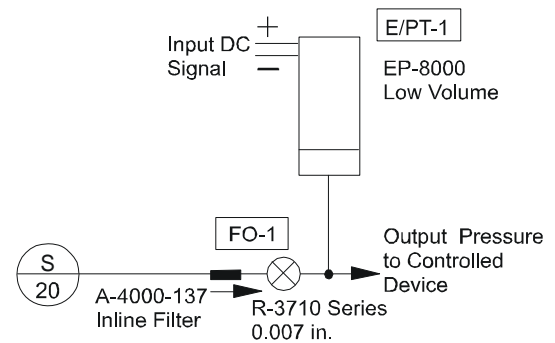 +
Input DC
Signal
−
E/PT-1
EP-8000
Low Volume
FO-1
S
20
A-4000-137
Inline Filter
R-3710 Series
0.007 in.
Output Pressure
to Controlled
Device